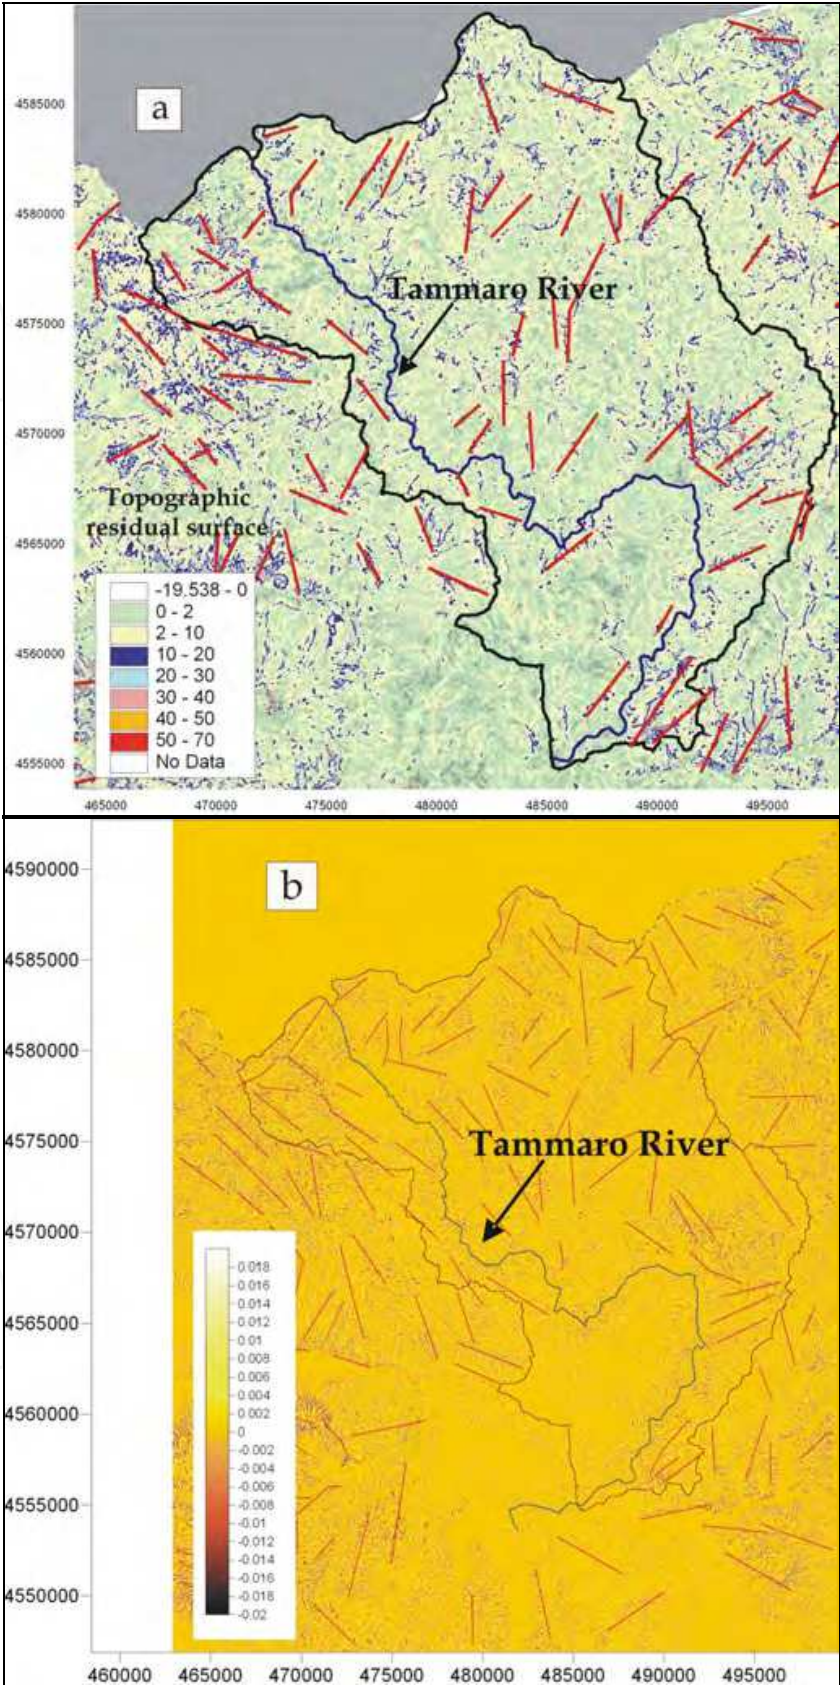 a
4585000
4580000
4575000
4570000
4565000
4560000
4555000
Tammaro River
Topographic
residual surface
-19.538 - 0
0 - 2
2 - 10
10 - 20
20 - 30
30 - 40
40 - 50
50 - 70
No Data
465000 470000 475000 480000 485000 490000 495000
b
4590000
4585000
4580000
4575000
4570000
4565000
4560000
4555000
4550000
Tammaro River
0.018
0.016
0.014
0.012
0.01
0.008
0.006
0.004
0.002
0
-0.002
-0.004
-0.006
-0.008
-0.01
-0.012
-0.014
-0.016
-0.018
-0.02
460000 465000 470000 475000 480000 485000 490000 495000